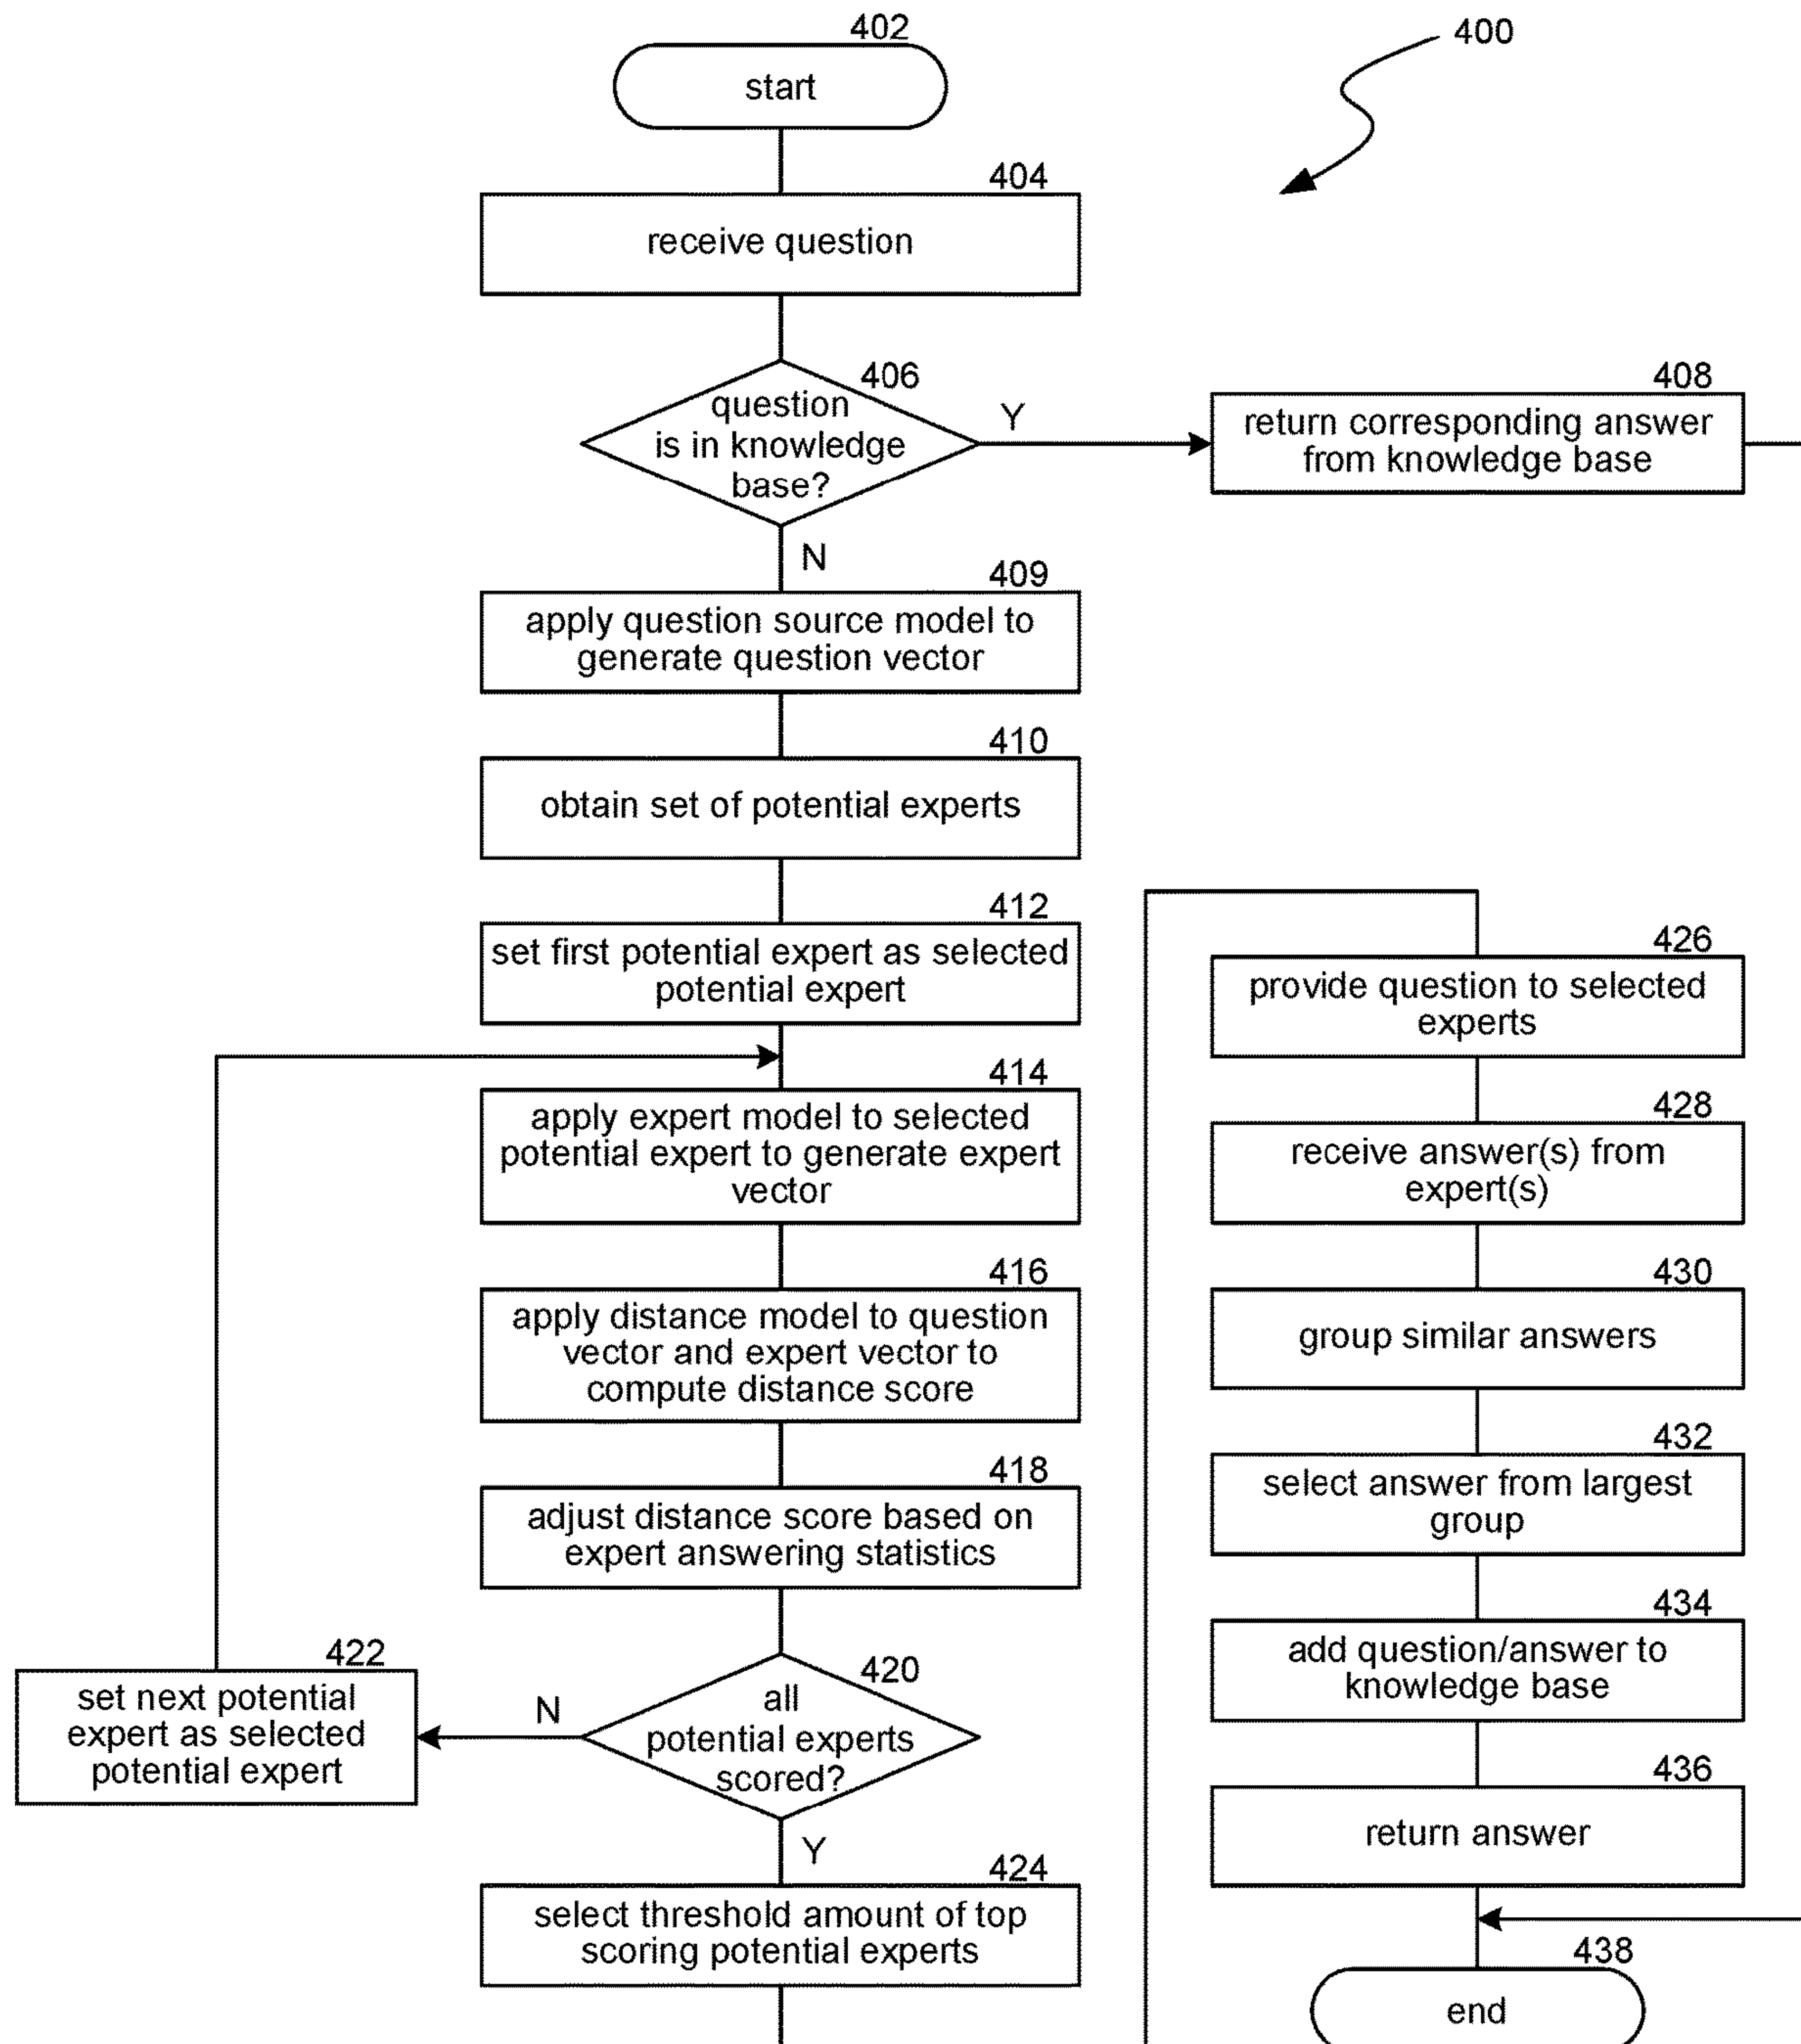 402
start
400
404
receive question
406
question
is in knowledge
base?
Y
408
return corresponding answer
from knowledge base
N
409
apply question source model to
generate question vector
410
obtain set of potential experts
412
set first potential expert as selected
potential expert
414
apply expert model to selected
potential expert to generate expert
vector
416
apply distance model to question
vector and expert vector to
compute distance score
418
adjust distance score based on
expert answering statistics
420
all
potential experts
scored?
N
422
set next potential
expert as selected
potential expert
Y
424
select threshold amount of top
scoring potential experts
426
provide question to selected
experts
428
receive answer(s) from
expert(s)
430
group similar answers
432
select answer from largest
group
434
add question/answer to
knowledge base
436
return answer
438
end